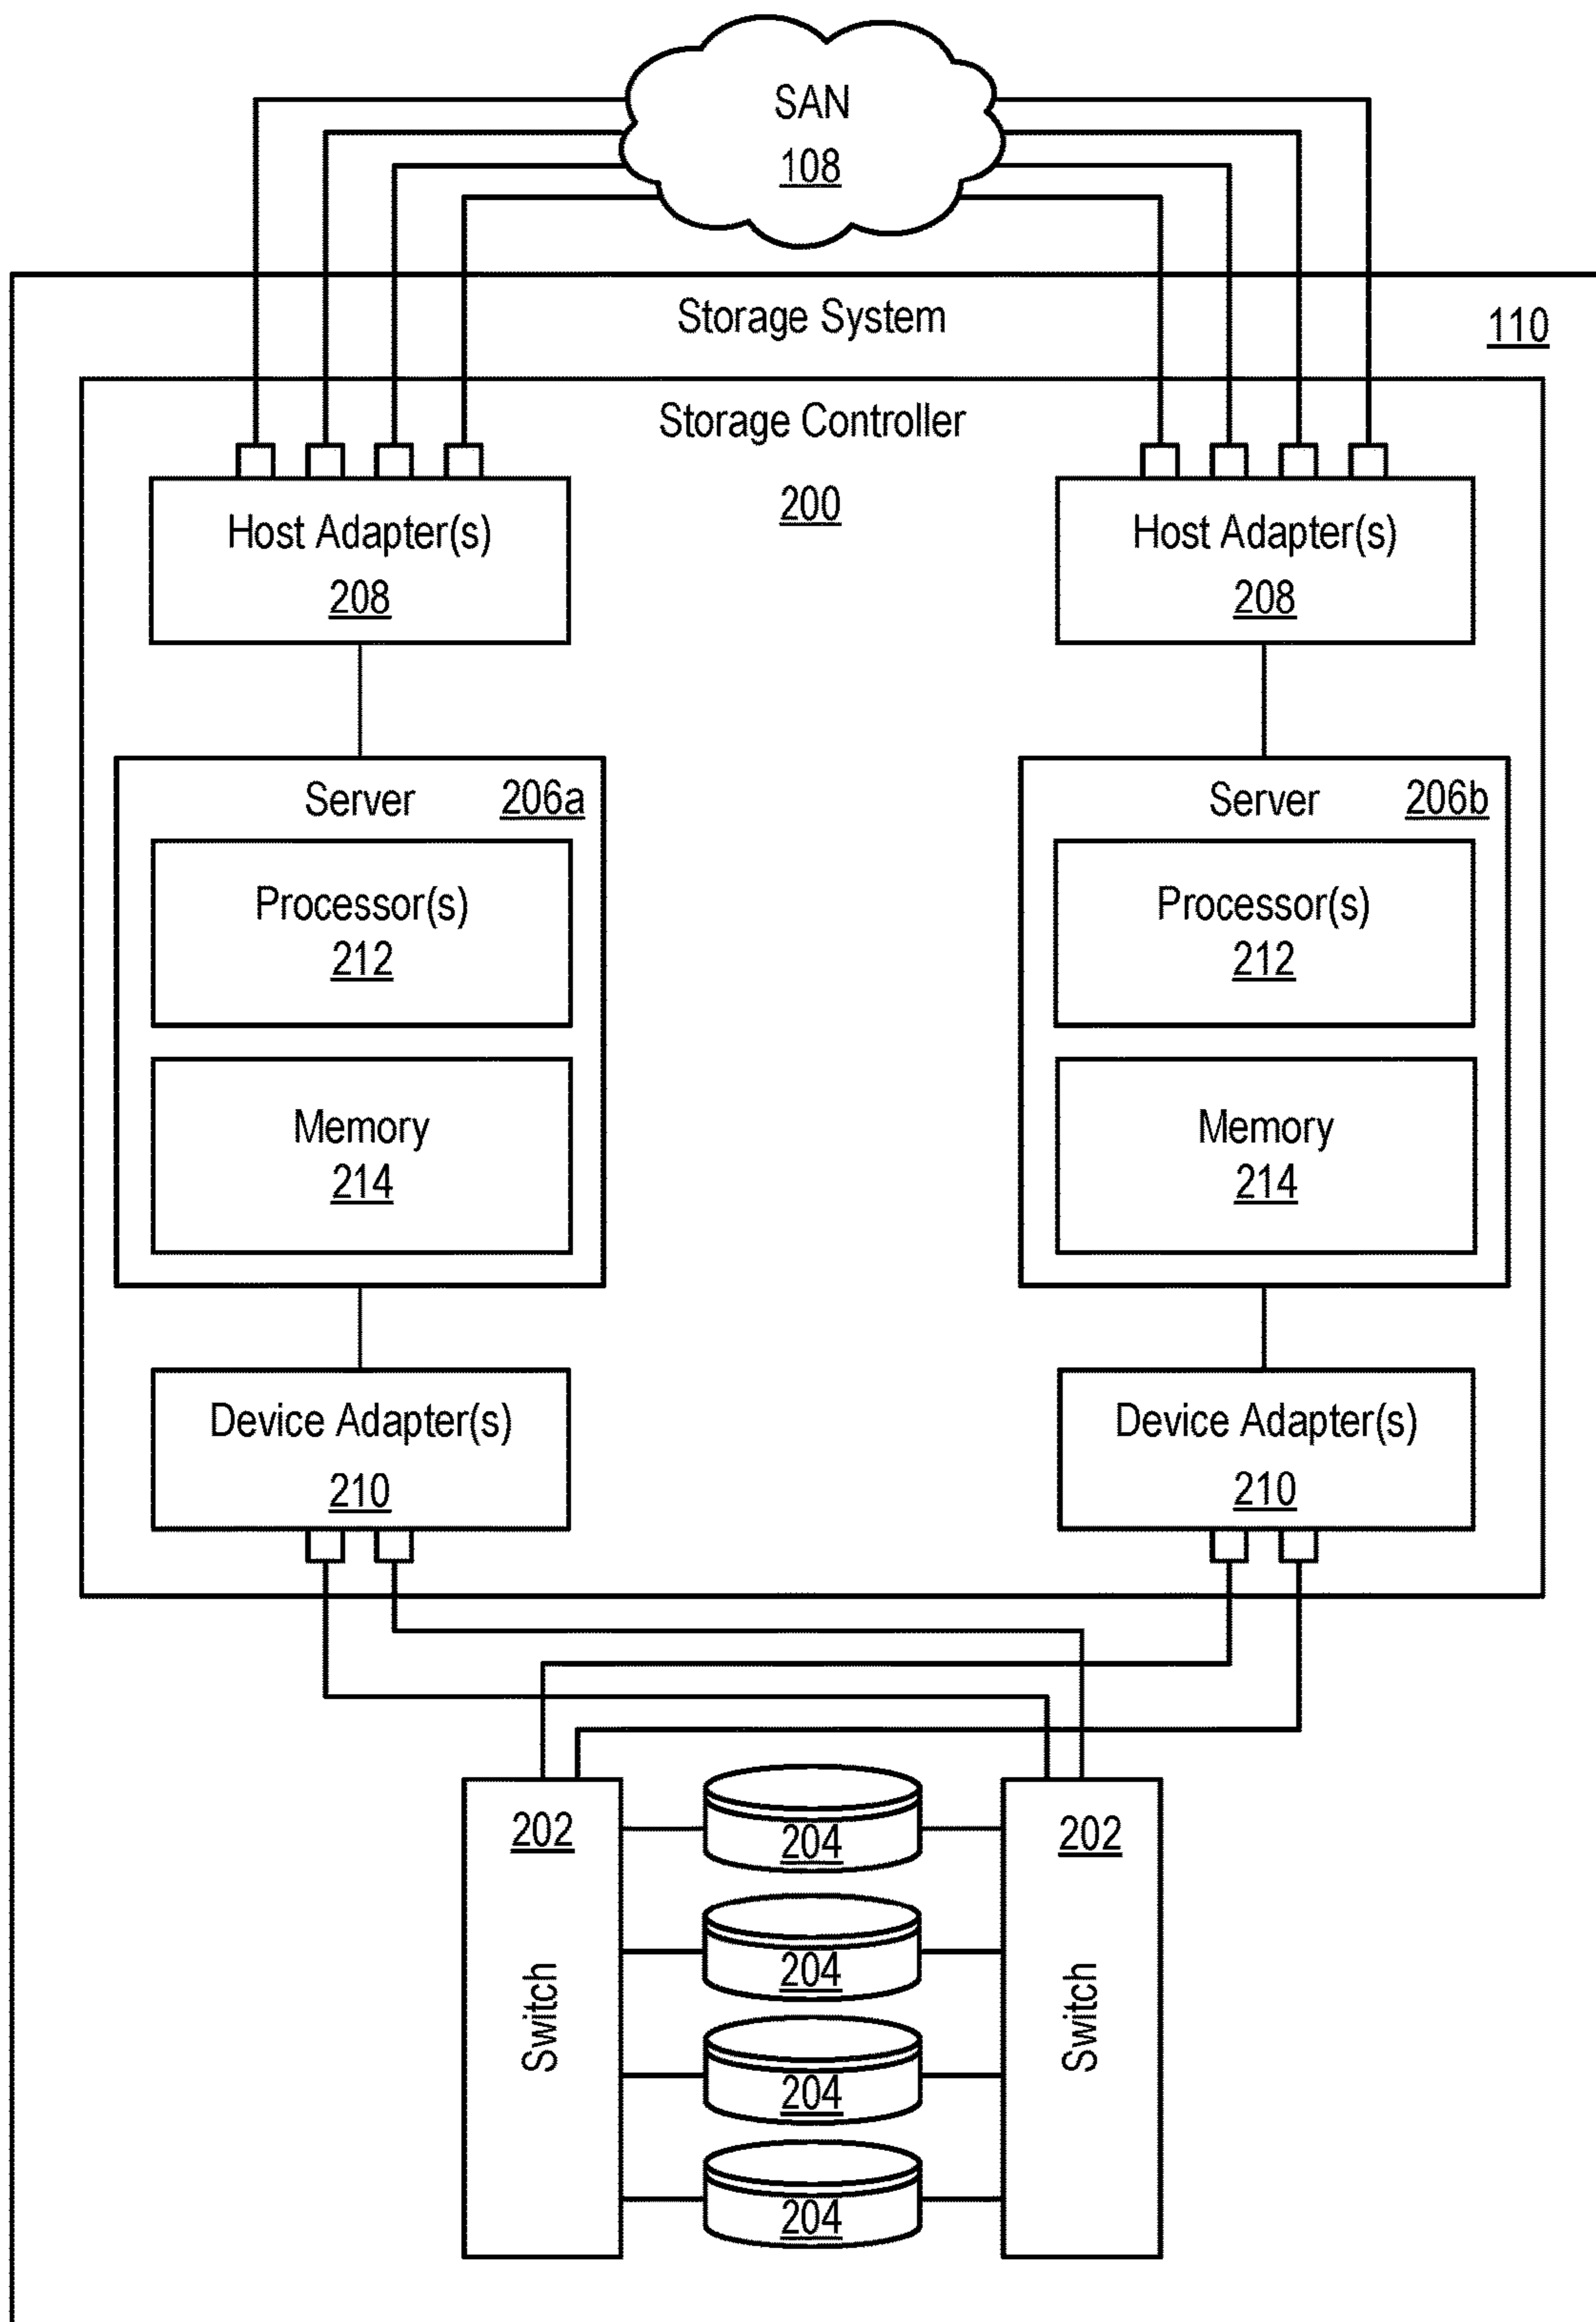 SAN
108
Storage System
110
Storage Controller
200
Host Adapter(s)
208
Host Adapter(s)
208
Server
206a
Server
206b
Processor(s)
212
Processor(s)
212
Memory
214
Memory
214
Device Adapter(s)
210
Device Adapter(s)
210
202
Switch
204
204
204
204
202
Switch